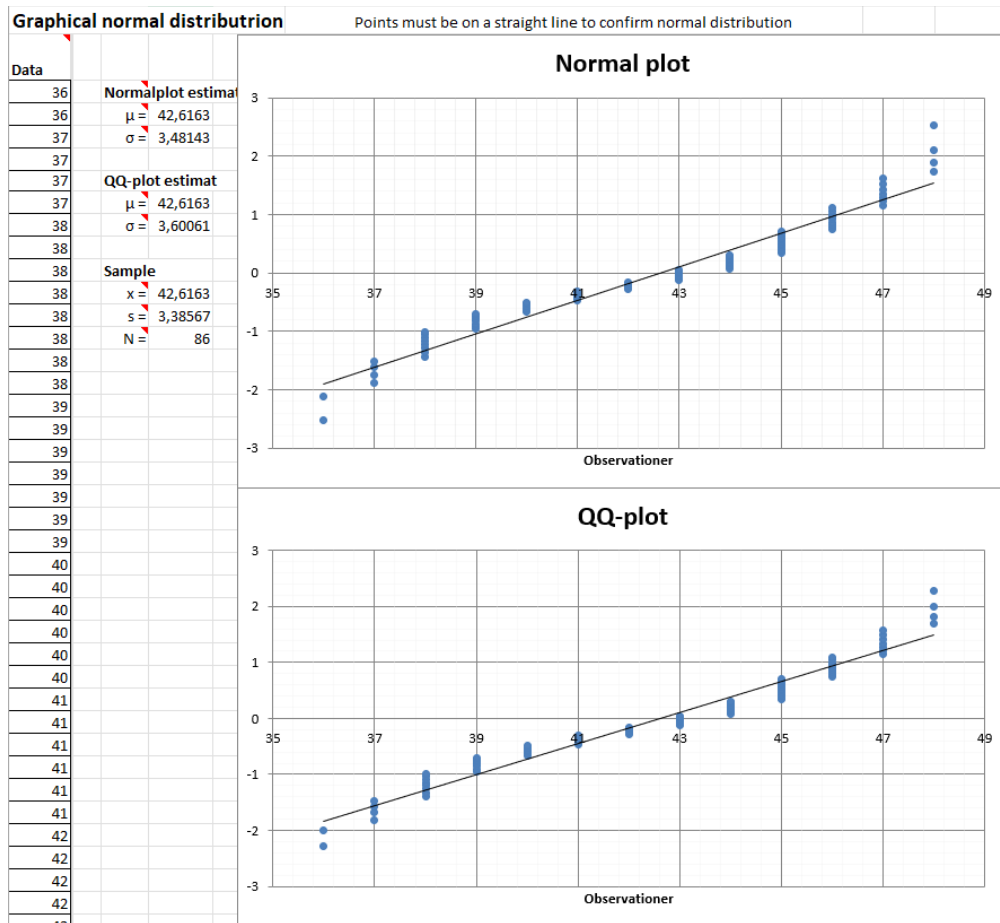 Graphical normal distributrion
Points must be on a straight line to confirm normal distribution
Data
36
36
37
37
37
37
38
38
38
38
38
38
38
38
39
39
39
39
39
39
39
40
40
40
40
40
40
41
41
41
41
41
41
42
42
42
42
Normalplot estimat
μ = 42,6163
σ = 3,48143
QQ-plot estimat
μ = 42,6163
σ = 3,60061
Sample
x = 42,6163
s = 3,38567
N = 86
Normal plot
3
2
1
0
-1
-2
-3
35 37 39 41 43 45 47 49
Observationer
QQ-plot
3
2
1
0
-1
-2
-3
35 37 39 41 43 45 47 49
Observationer